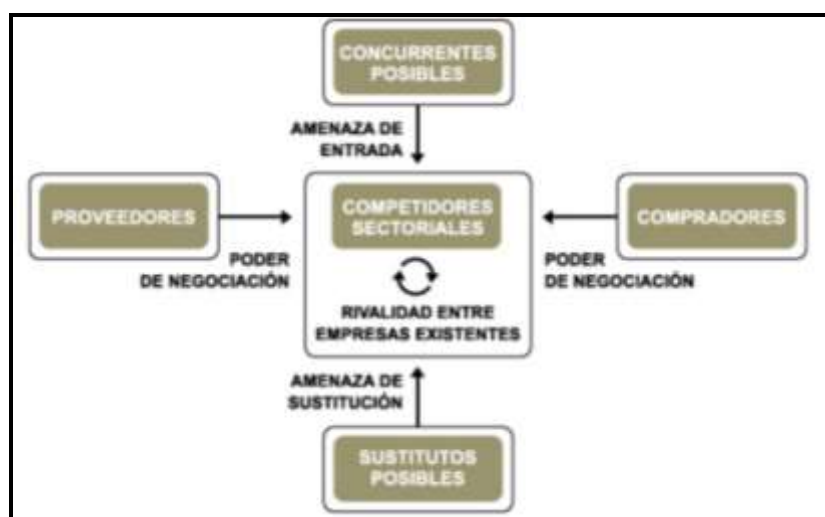 CONCURRENTES
POSIBLES
AMENAZA DE
ENTRADA
PROVEEDORES
COMPETIDORES
SECTORIALES
COMPRADORES
PODER
DE NEGOCIACIÓN
PODER
DE NEGOCIACIÓN
RIVALIDAD ENTRE
EMPRESAS EXISTENTES
AMENAZA DE
SUSTITUCIÓN
SUSTITUTOS
POSIBLES